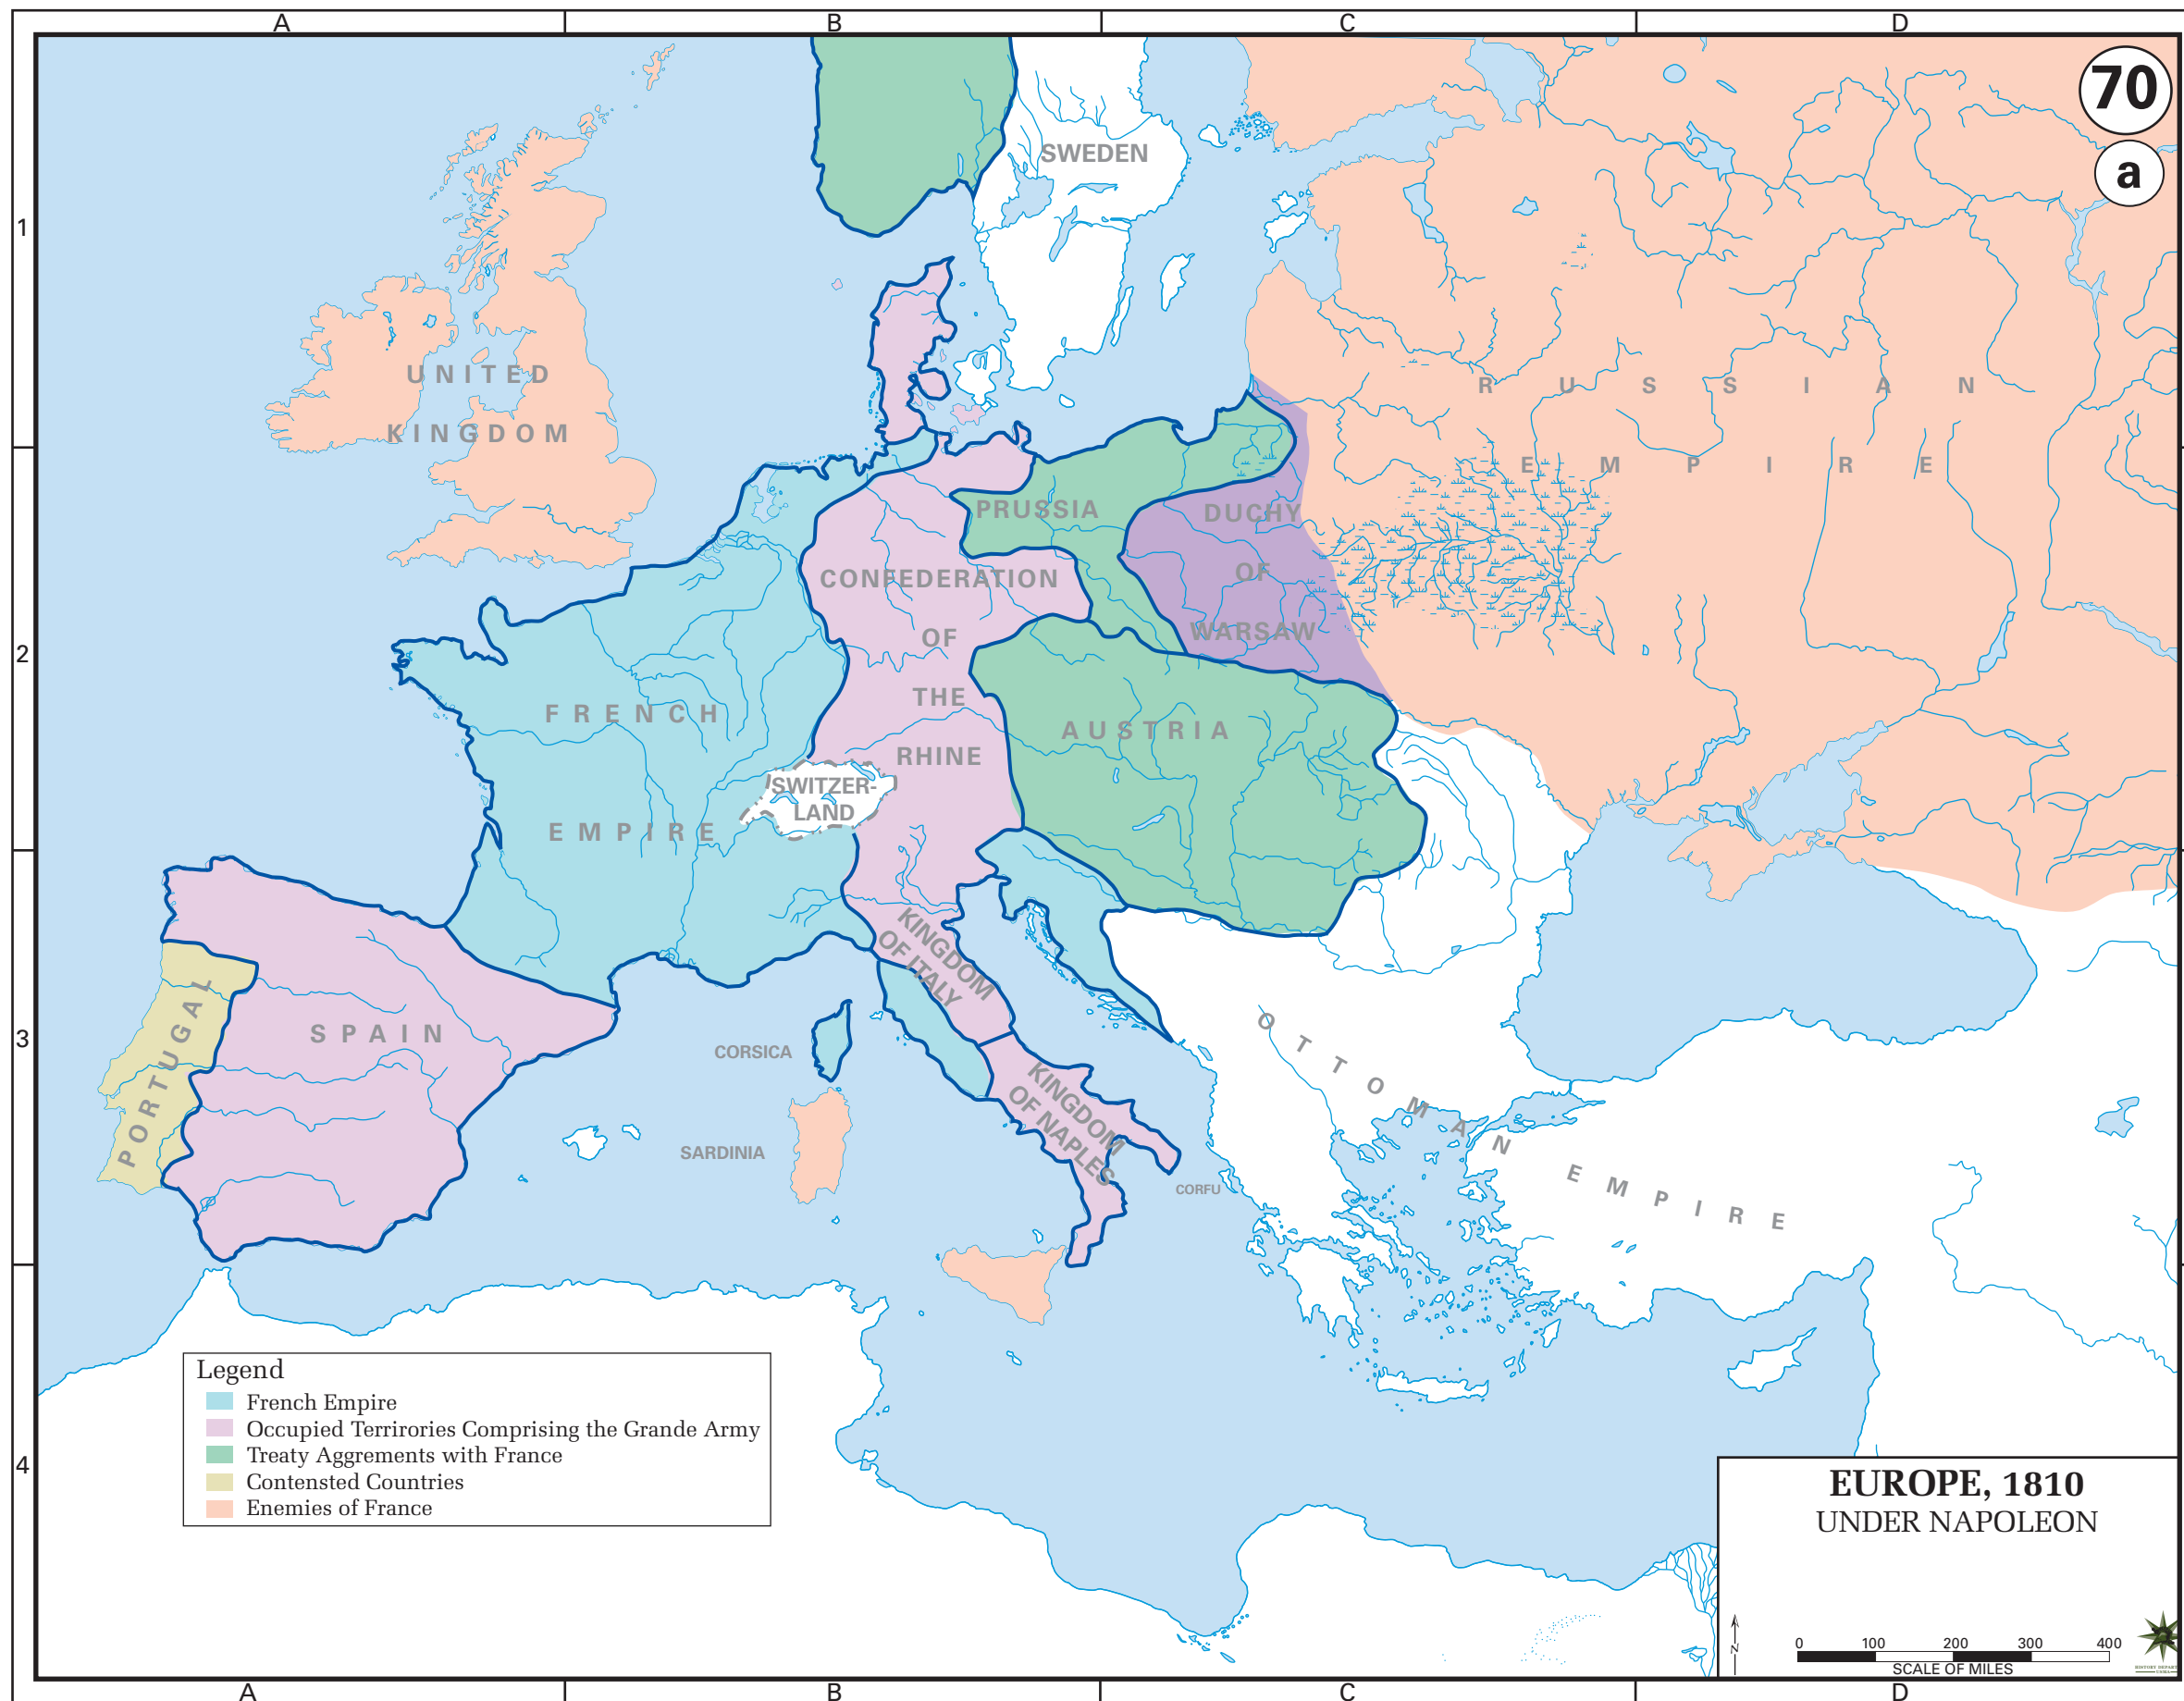 A B C D
70
a
1
2
3
4
SWEDEN
UNITED
KINGDOM
RUSSIAN
EMPIRE
PRUSSIA
DUCHY
OF
WARSAW
CONFEDERATION
OF
THE
RHINE
FRENCH
EMPIRE
AUSTRIA
SWITZER-
LAND
KINGDOM
OF ITALY
PORTUGAL
SPAIN
CORSICA
SARDINIA
KINGDOM
OF NAPLES
CORFU
OTTOMAN EMPIRE
Legend
French Empire
Occupied Terrirories Comprising the Grande Army
Treaty Aggrements with France
Contensted Countries
Enemies of France
EUROPE, 1810
UNDER NAPOLEON
N
0 100 200 300 400
SCALE OF MILES
A B C D